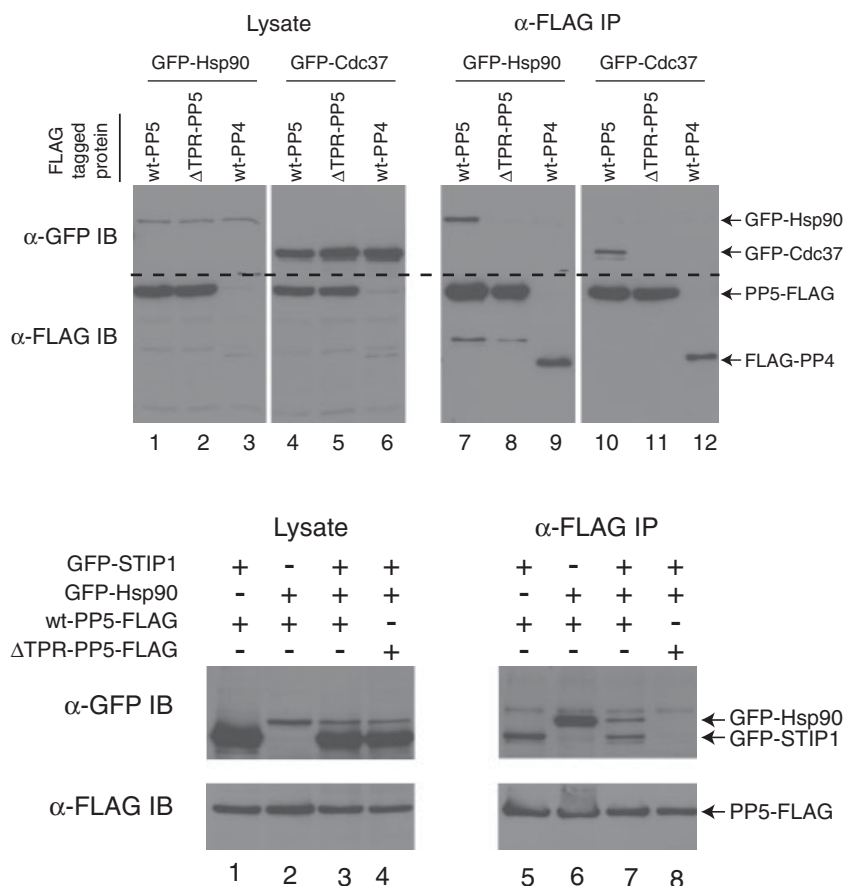 Lysate
α-FLAG IP
GFP-Hsp90
GFP-Cdc37
GFP-Hsp90
GFP-Cdc37
FLAG
tagged
protein
wt-PP5
ΔTPR-PP5
wt-PP4
wt-PP5
ΔTPR-PP5
wt-PP4
wt-PP5
ΔTPR-PP5
wt-PP4
wt-PP5
ΔTPR-PP5
wt-PP4
α-GFP IB
GFP-Hsp90
GFP-Cdc37
α-FLAG IB
PP5-FLAG
FLAG-PP4
1 2 3 4 5 6 7 8 9 10 11 12
Lysate
α-FLAG IP
GFP-STIP1 + - + + + - + +
GFP-Hsp90 - + + + - + + +
wt-PP5-FLAG + + + - + + + -
ΔTPR-PP5-FLAG - - - + - - - +
α-GFP IB
GFP-Hsp90
GFP-STIP1
α-FLAG IB
PP5-FLAG
1 2 3 4 5 6 7 8